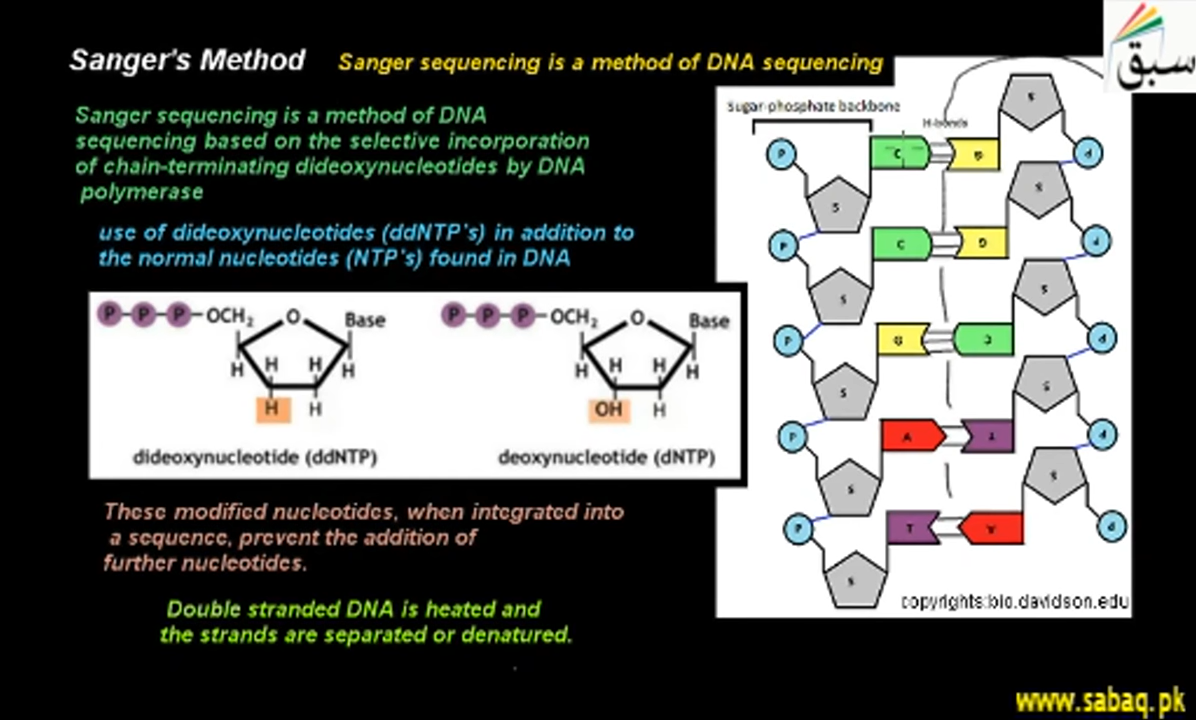 Sanger's Method
Sanger sequencing is a method of DNA sequencing
Sanger sequencing is a method of DNA
sequencing based on the selective incorporation
of chain-terminating dideoxynucleotides by DNA
polymerase
use of dideoxynucleotides (ddNTP's) in addition to
the normal nucleotides (NTP's) found in DNA
P P P OCH₂ O Base
H H H H
H H
dideoxynucleotide (ddNTP)
P P P OCH₂ O Base
H H H H
OH H
deoxynucleotide (dNTP)
These modified nucleotides, when integrated into
a sequence, prevent the addition of
further nucleotides.
Double stranded DNA is heated and
the strands are separated or denatured.
سبق
Sugar-phosphate backbone
H-bonds
S
P C G P
S S
P C G P
S S
P G C P
S S
P A T P
S S
P T A P
S
copyrights:bio.davidson.edu
www.sabaq.pk